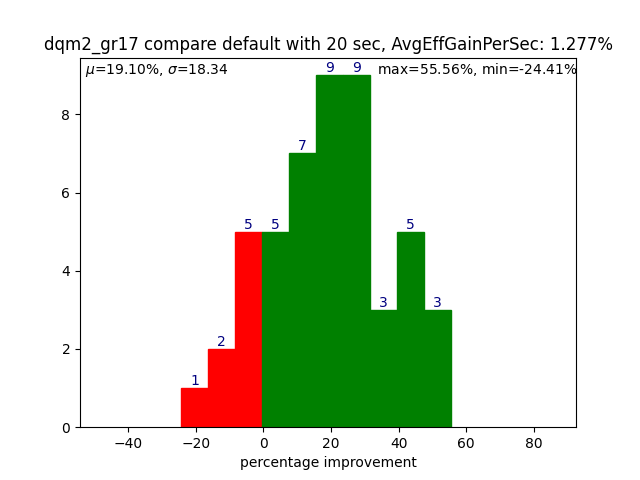 dqm2_gr17 compare default with 20 sec, AvgEffGainPerSec: 1.277%
μ=19.10%, σ=18.34
max=55.56%, min=-24.41%
9 9
7
5 5 5
3 3
2
1
8
6
4
2
0
−40 −20 0 20 40 60 80
percentage improvement